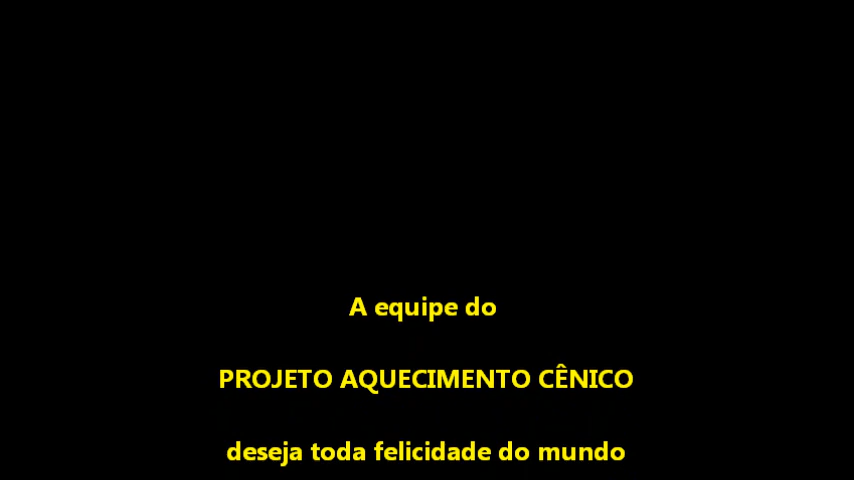 A equipe do
PROJETO AQUECIMENTO CÊNICO
deseja toda felicidade do mundo